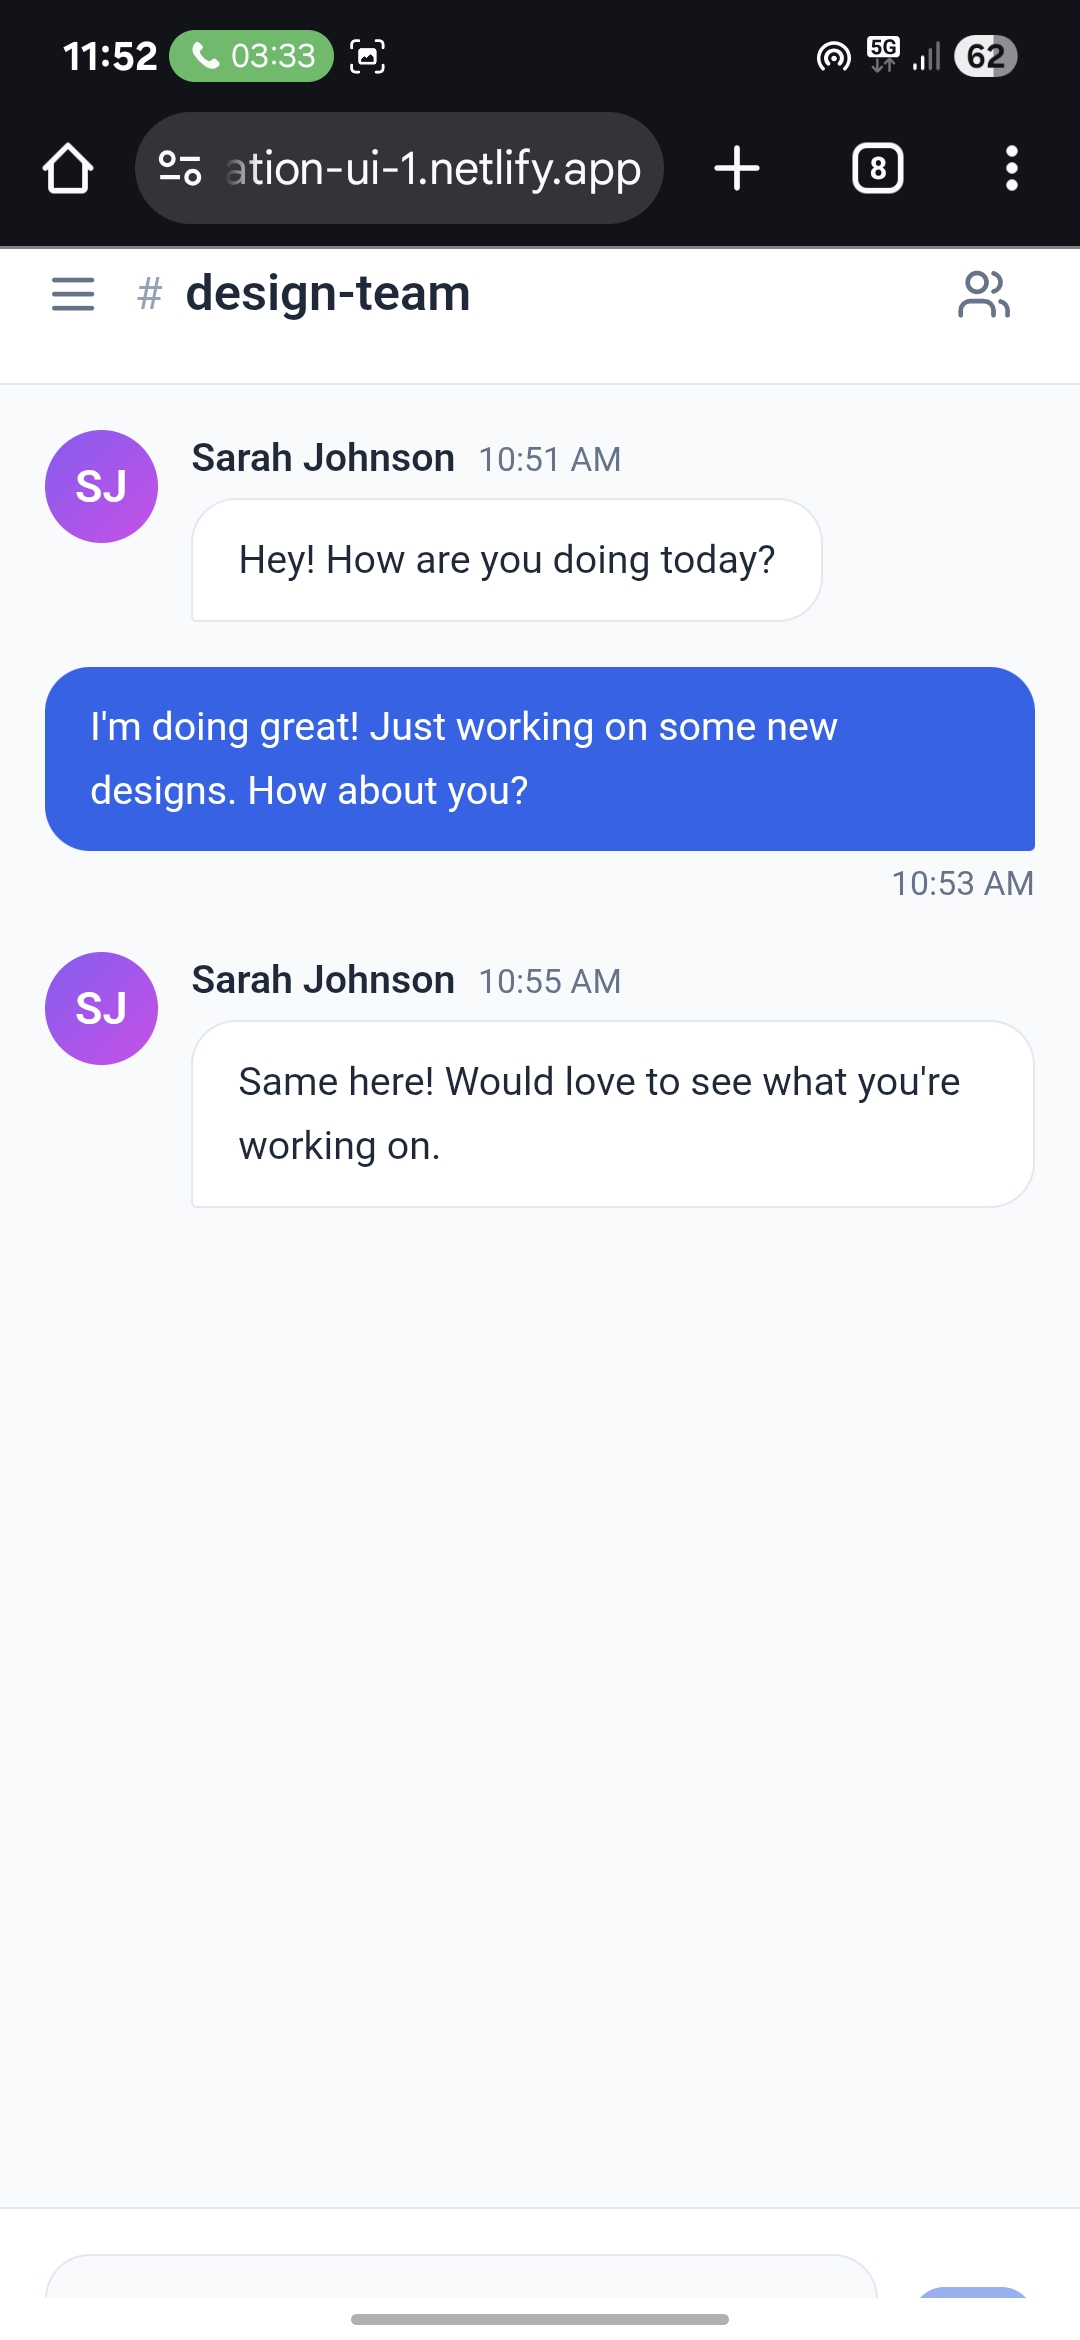 11:52 03:33 5G 62
ation-ui-1.netlify.app 8
# design-team
SJ Sarah Johnson 10:51 AM
Hey! How are you doing today?
I'm doing great! Just working on some new
designs. How about you?
10:53 AM
SJ Sarah Johnson 10:55 AM
Same here! Would love to see what you're
working on.